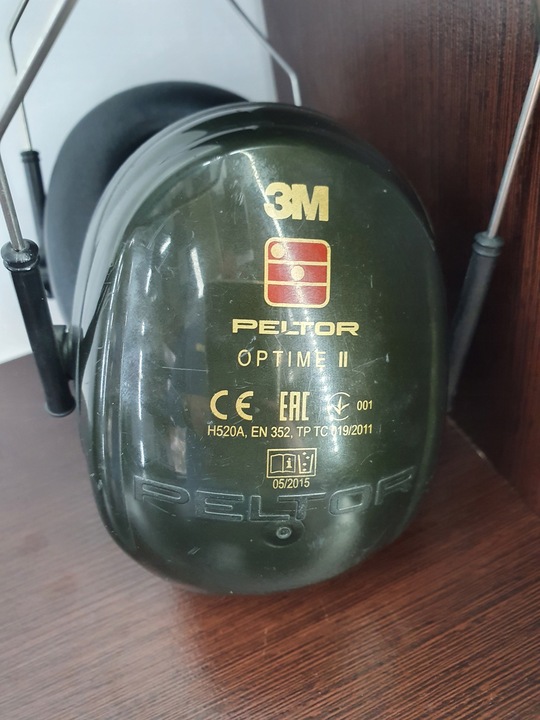 3M
PELTOR
OPTIME II
CE EAC 001
H520A, EN 352, TP TC 019/2011
i
05/2015
PELTOR